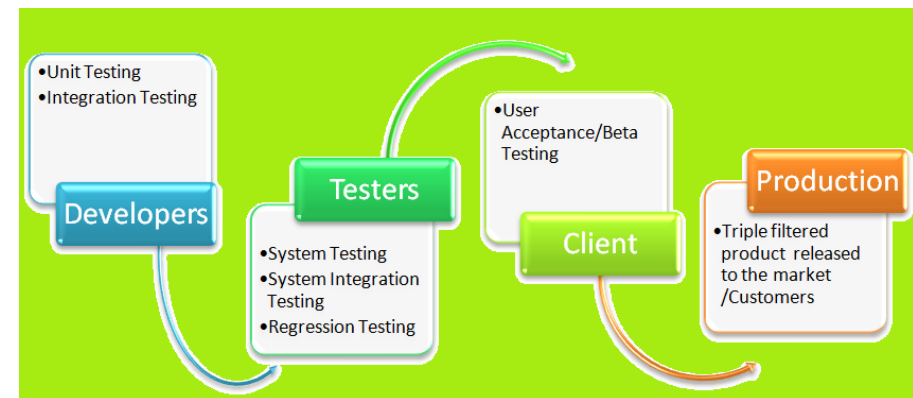 •Unit Testing
•Integration Testing
Developers
Testers
•System Testing
•System Integration
Testing
•Regression Testing
•User
Acceptance/Beta
Testing
Client
Production
•Triple filtered
product released
to the market
/Customers